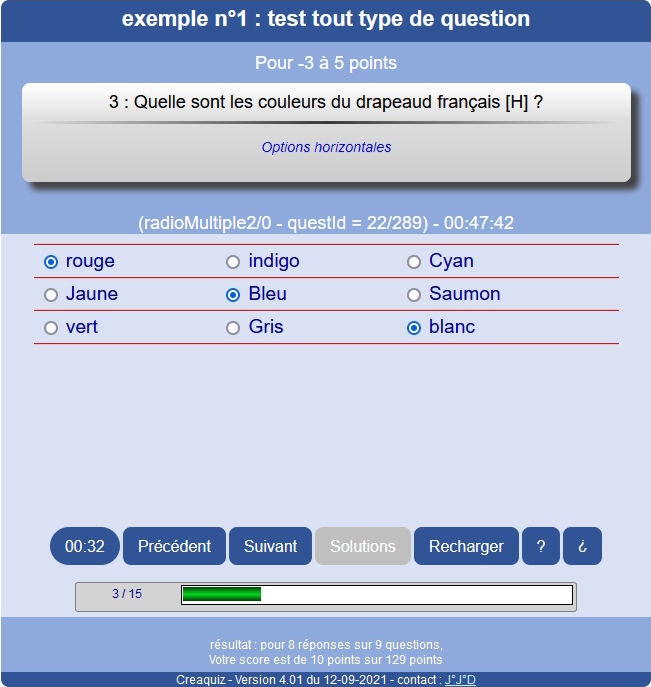 exemple n°1 : test tout type de question
Pour -3 à 5 points
3 : Quelle sont les couleurs du drapeaud français [H] ?
Options horizontales
(radioMultiple2/0 - questId = 22/289) - 00:47:42
rouge indigo Cyan
Jaune Bleu Saumon
vert Gris blanc
00:32 Précédent Suivant Solutions Recharger ? ¿
3 / 15
résultat : pour 8 réponses sur 9 questions,
Votre score est de 10 points sur 129 points
Creaquiz - Version 4.01 du 12-09-2021 - contact : J°J°D